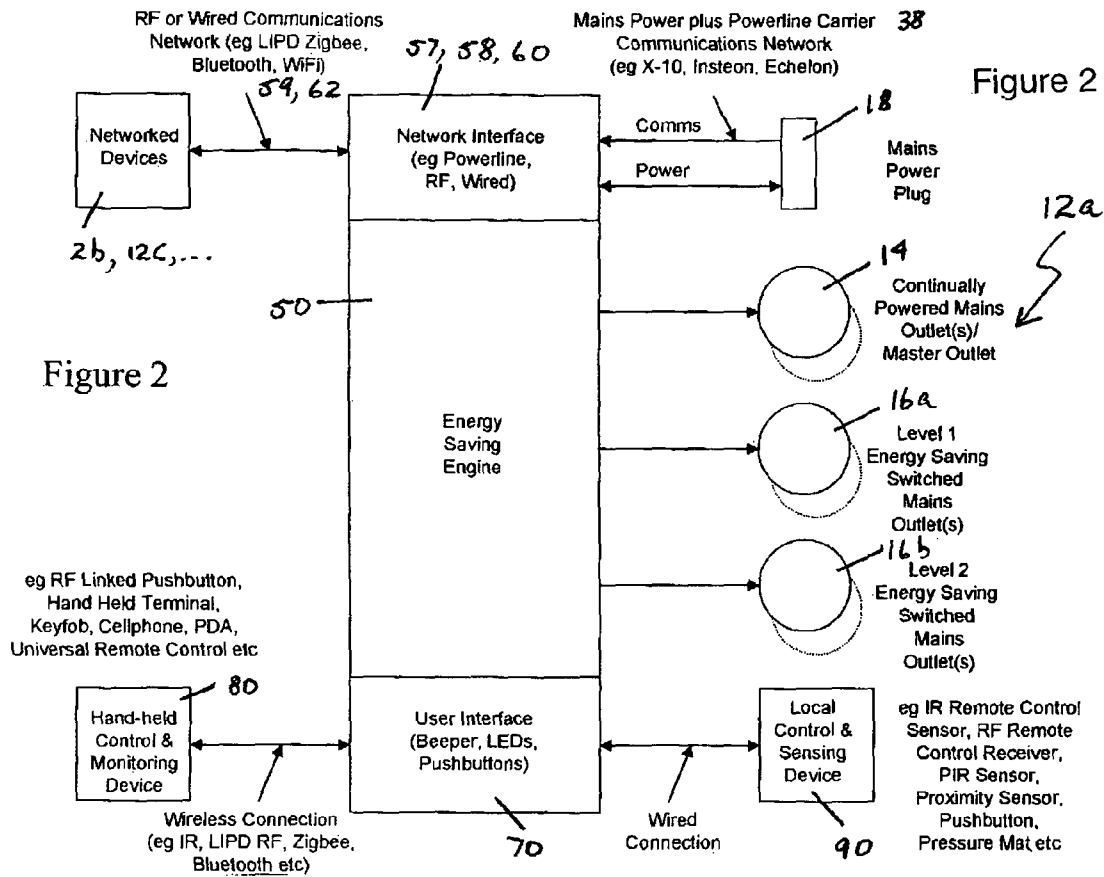 RF or Wired Communications
Network (eg LIPD Zigbee,
Bluetooth, WiFi)
59, 62
57, 58, 60
Mains Power plus Powerline Carrier 38
Communications Network
(eg X-10, Insteon, Echelon)
Figure 2
Networked
Devices
Network Interface
(eg Powerline,
RF, Wired)
Comms
Power
18
Mains
Power
Plug
2b, 12c,...
12a
50
14
Continually
Powered Mains
Outlet(s)/
Master Outlet
Figure 2
Energy
Saving
Engine
16a
Level 1
Energy Saving
Switched
Mains
Outlet(s)
16b
Level 2
Energy Saving
Switched
Mains
Outlet(s)
eg RF Linked Pushbutton,
Hand Held Terminal,
Keyfob, Cellphone, PDA,
Universal Remote Control etc
80
Hand-held
Control &
Monitoring
Device
User Interface
(Beeper, LEDs,
Pushbuttons)
Local
Control &
Sensing
Device
eg IR Remote Control
Sensor, RF Remote
Control Receiver,
PIR Sensor,
Proximity Sensor,
Pushbutton,
Pressure Mat etc
Wireless Connection
(eg IR, LIPD RF, Zigbee,
Bluetooth etc)
70
Wired
Connection
90